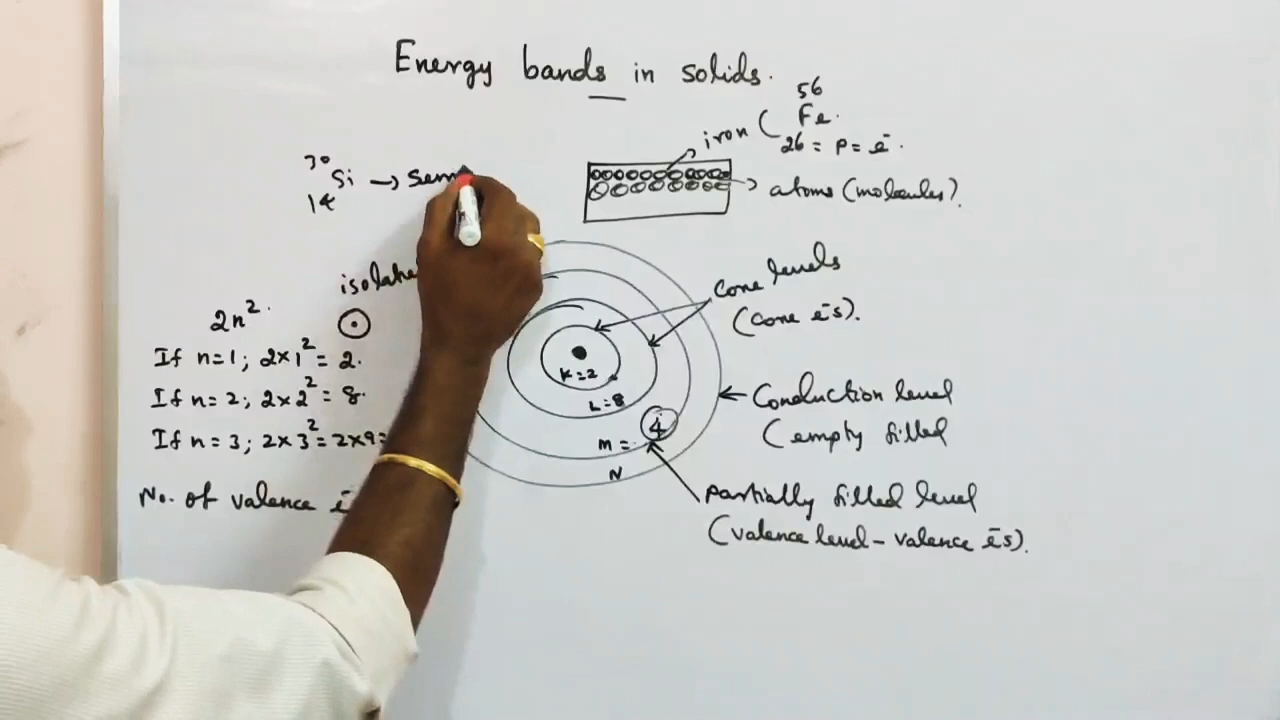 Energy bands in solids.
56
iron ( Fe.
26 = P = e⁻.
30
Si → sem
14
atoms (molecules).
isolate
core levels
(core e⁻s).
2n².
If n=1; 2×1² = 2.
If n=2; 2×2² = 8.
If n=3; 2×3² = 2×9=
No. of valence e⁻
K=2
L=8
M = 4
N
← Conduction level
(empty filled
Partially filled level
(valence level - valence e⁻s).